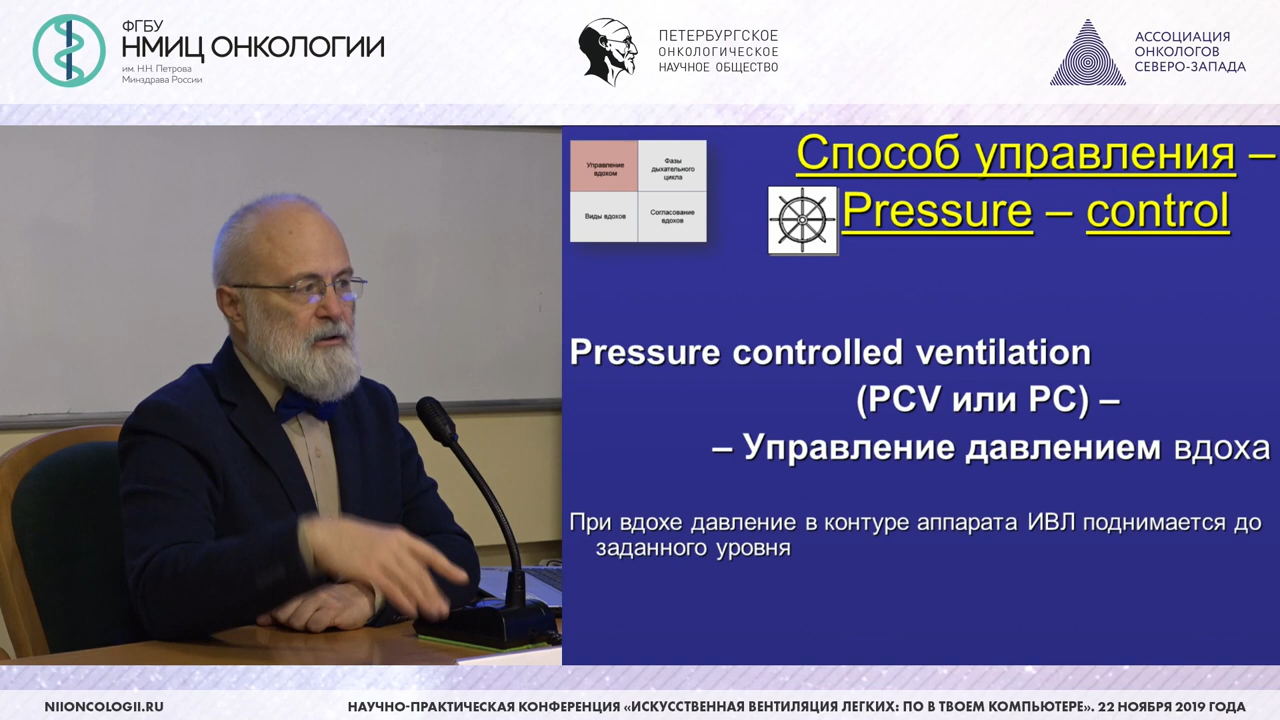 ФГБУ
НМИЦ ОНКОЛОГИИ
им. Н.Н. Петрова
Минздрава России
ПЕТЕРБУРГСКОЕ
ОНКОЛОГИЧЕСКОЕ
НАУЧНОЕ ОБЩЕСТВО
АССОЦИАЦИЯ
ОНКОЛОГОВ
СЕВЕРО-ЗАПАДА
Управление
вдохом
Фазы
дыхательного
цикла
Виды вдохов
Согласование
вдохов
Способ управления –
Pressure – control
Pressure controlled ventilation
(PCV или PC) –
– Управление давлением вдоха
При вдохе давление в контуре аппарата ИВЛ поднимается до
заданного уровня
NIIONCOLOGII.RU
НАУЧНО-ПРАКТИЧЕСКАЯ КОНФЕРЕНЦИЯ «ИСКУССТВЕННАЯ ВЕНТИЛЯЦИЯ ЛЕГКИХ: ПО В ТВОЕМ КОМПЬЮТЕРЕ». 22 НОЯБРЯ 2019 ГОДА